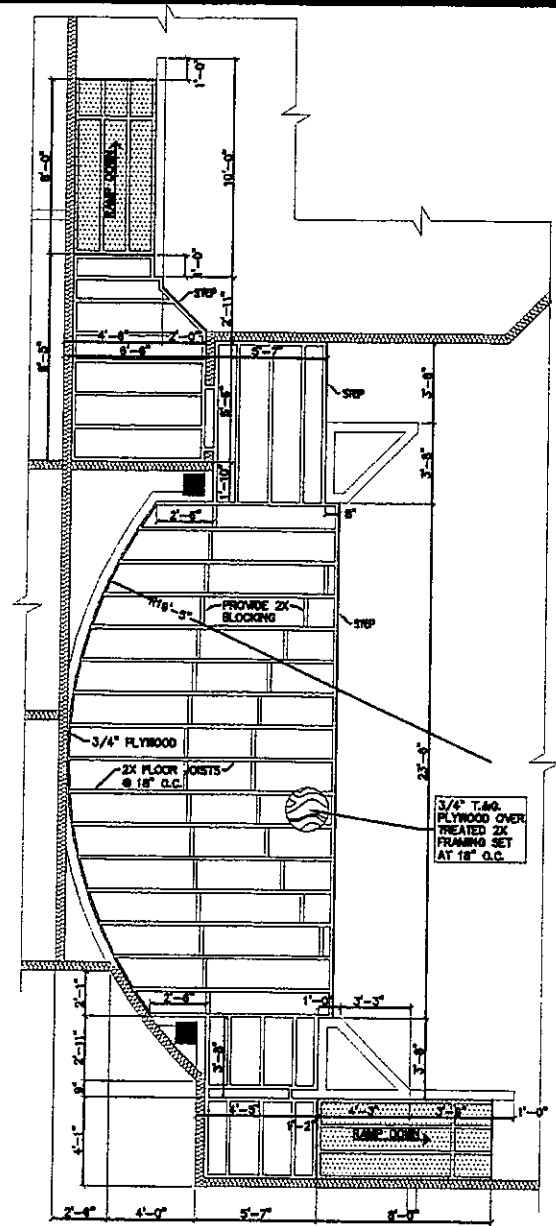 1'-0"
8'-0"
RAMP DOWN
10'-0"
1'-0"
STEP
2'-11"
4'-6"
2'-0"
6'-6"
5'-7"
3'-6"
STEP
3'-6"
1'-10"
2'-6"
8"
PROVIDE 2X
BLOCKING
STEP
3/4" PLYWOOD
2X FLOOR JOISTS
@ 16" O.C.
23'-6"
3/4" T.&G.
PLYWOOD OVER
TREATED 2X
FRAMING SET
AT 16" O.C.
2'-1"
2'-6"
1'-0"
3'-3"
2'-11"
3'-6"
3'-6"
9"
4'-5"
4'-3"
1'-0"
1'-2"
4'-1"
RAMP DOWN
2'-6"
4'-0"
5'-7"
8'-0"